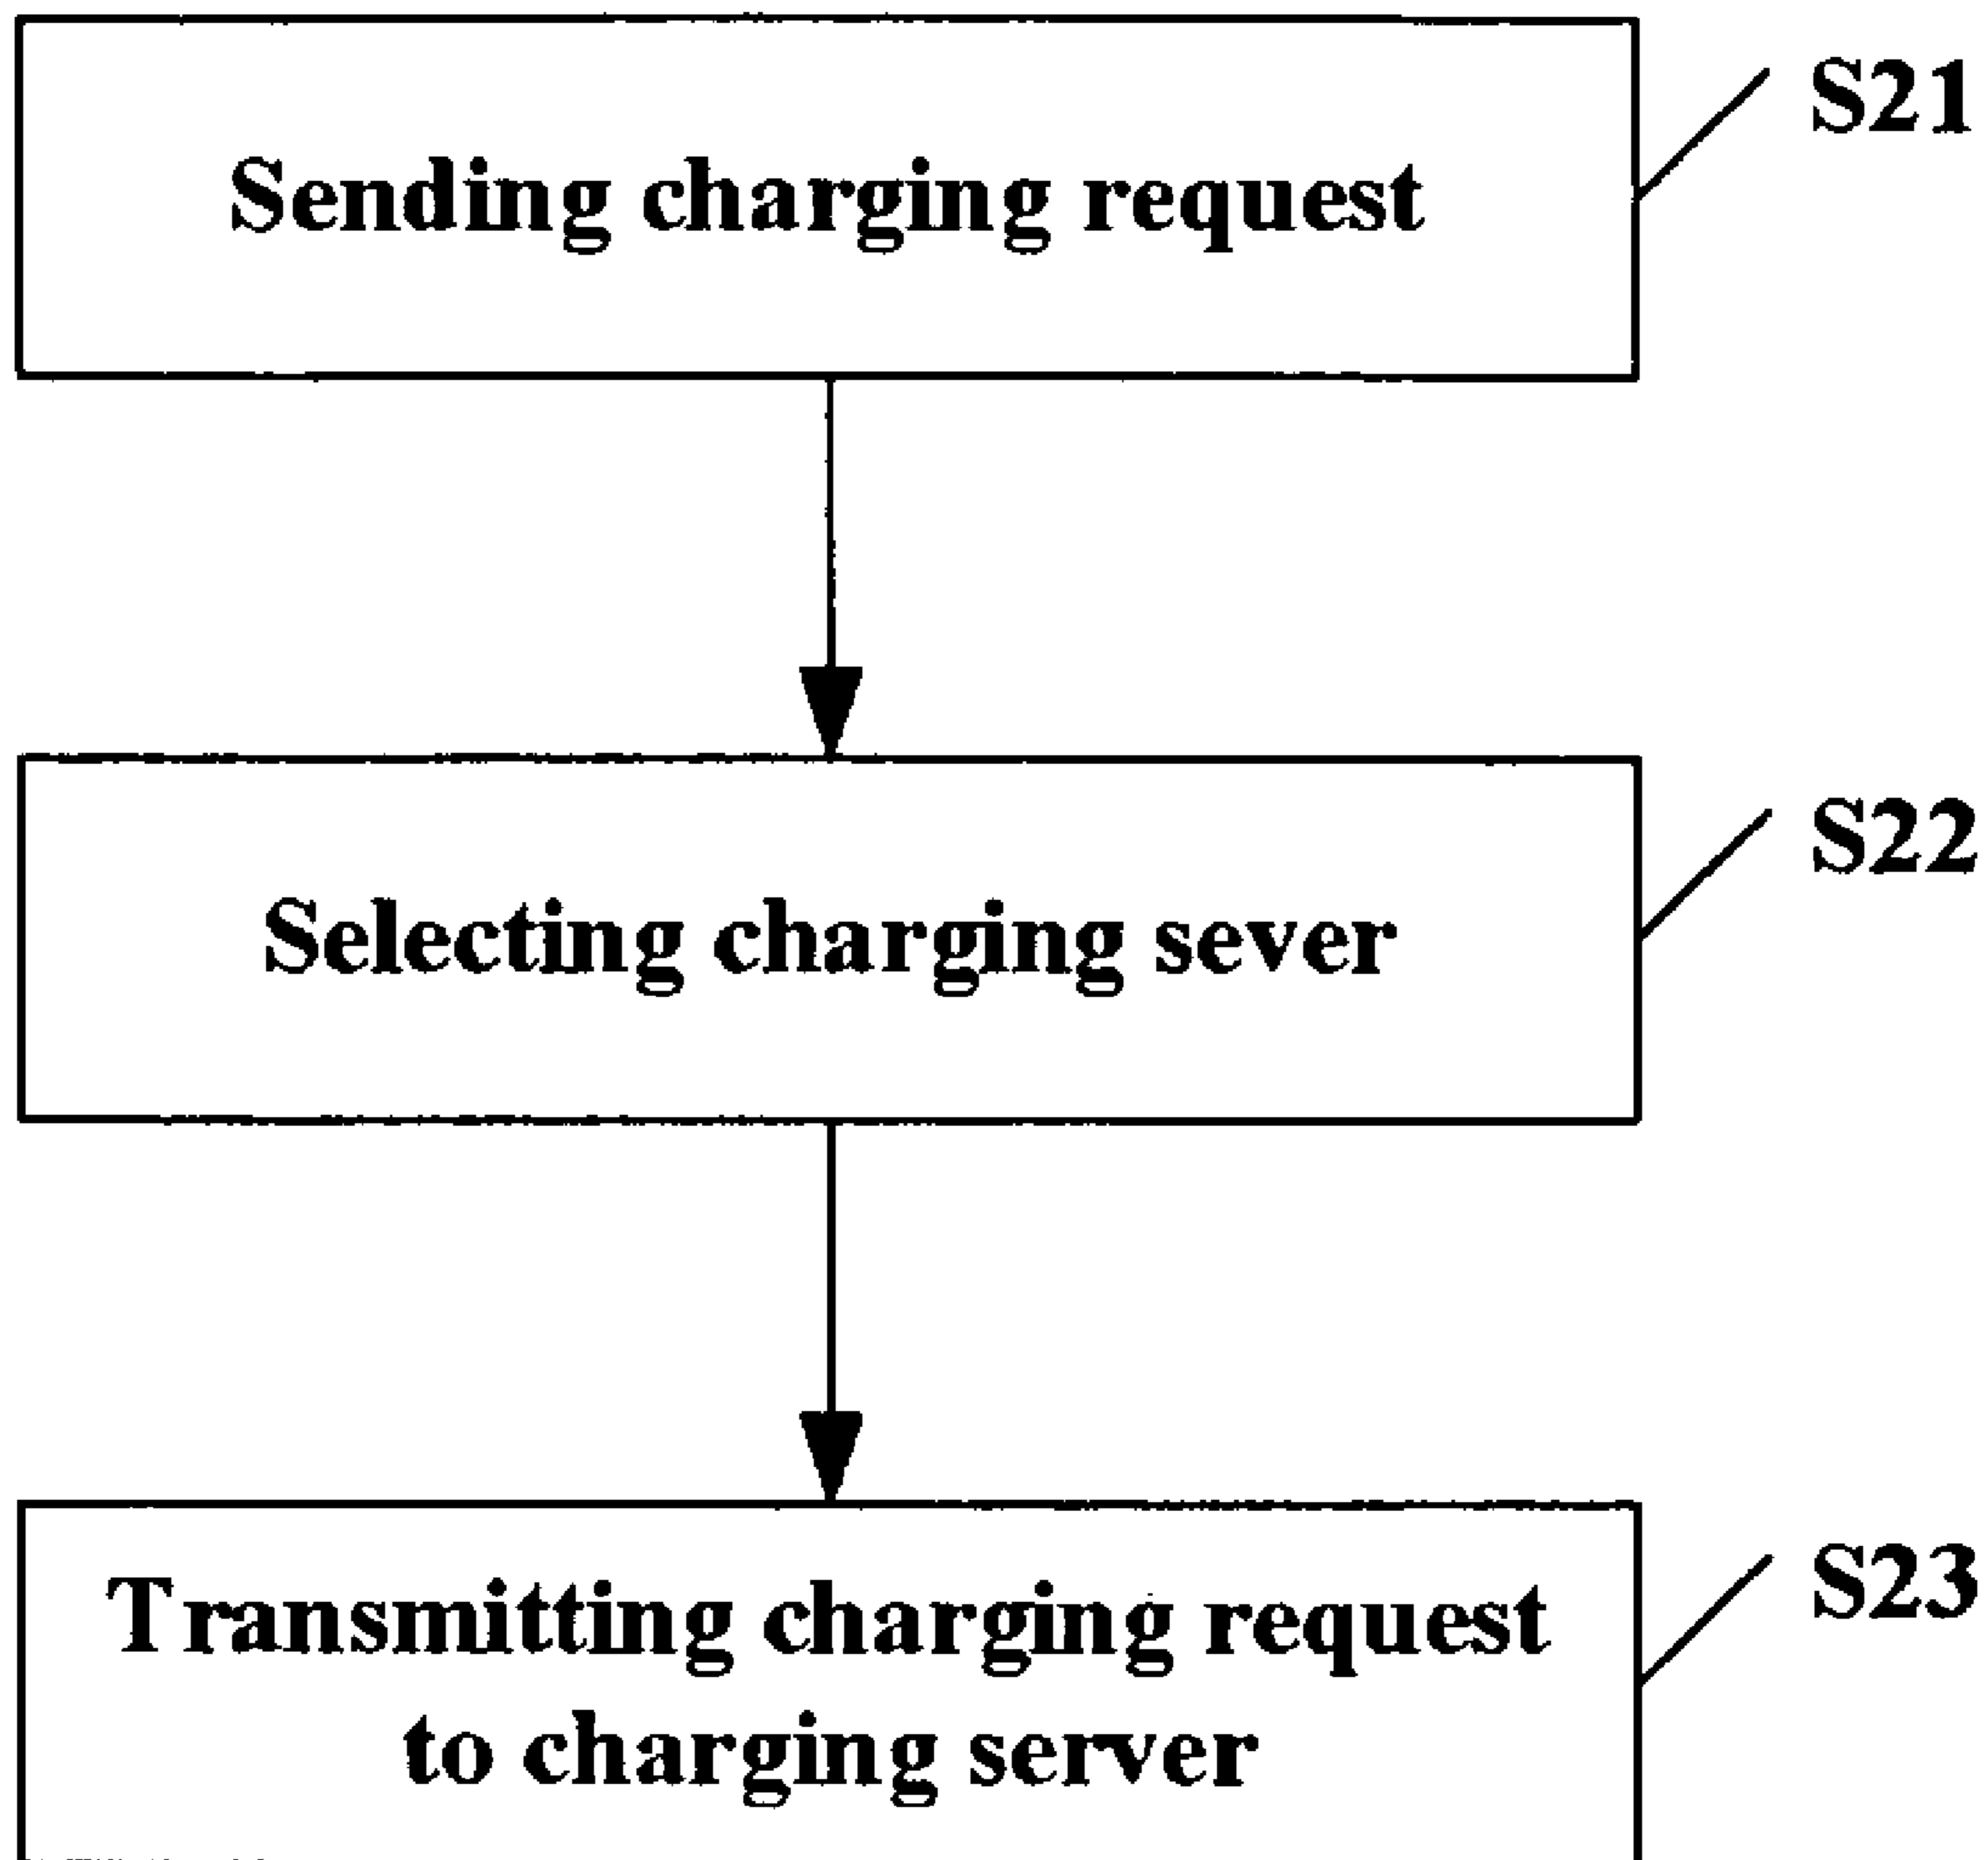 Sending charging request
S21
Selecting charging sever
S22
Transmitting charging request
to charging server
S23